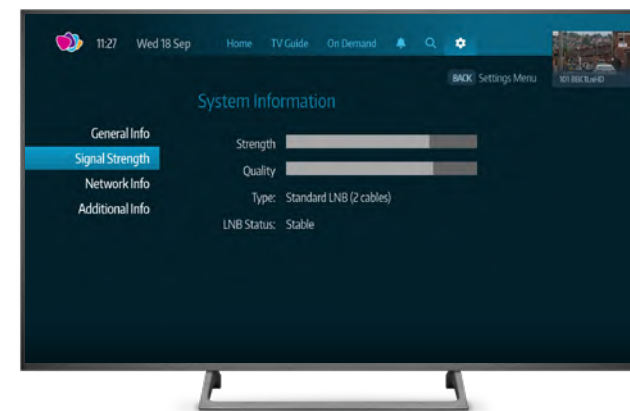 11:27 Wed 18 Sep Home TV Guide On Demand
BACK Settings Menu
101 BBC1LonHD
System Information
General Info
Signal Strength
Network Info
Additional Info
Strength
Quality
Type: Standard LNB (2 cables)
LNB Status: Stable